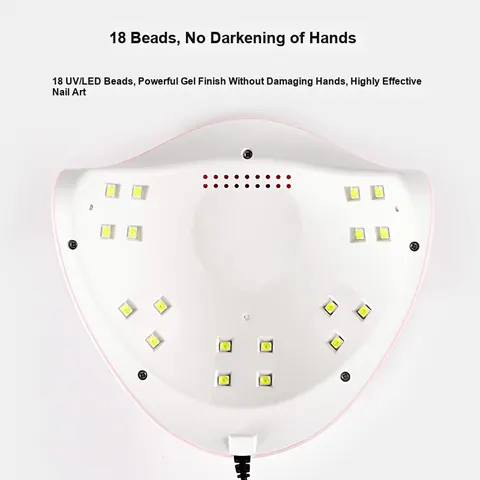 18 Beads, No Darkening of Hands
18 UV/LED Beads, Powerful Gel Finish Without Damaging Hands, Highly Effective
Nail Art